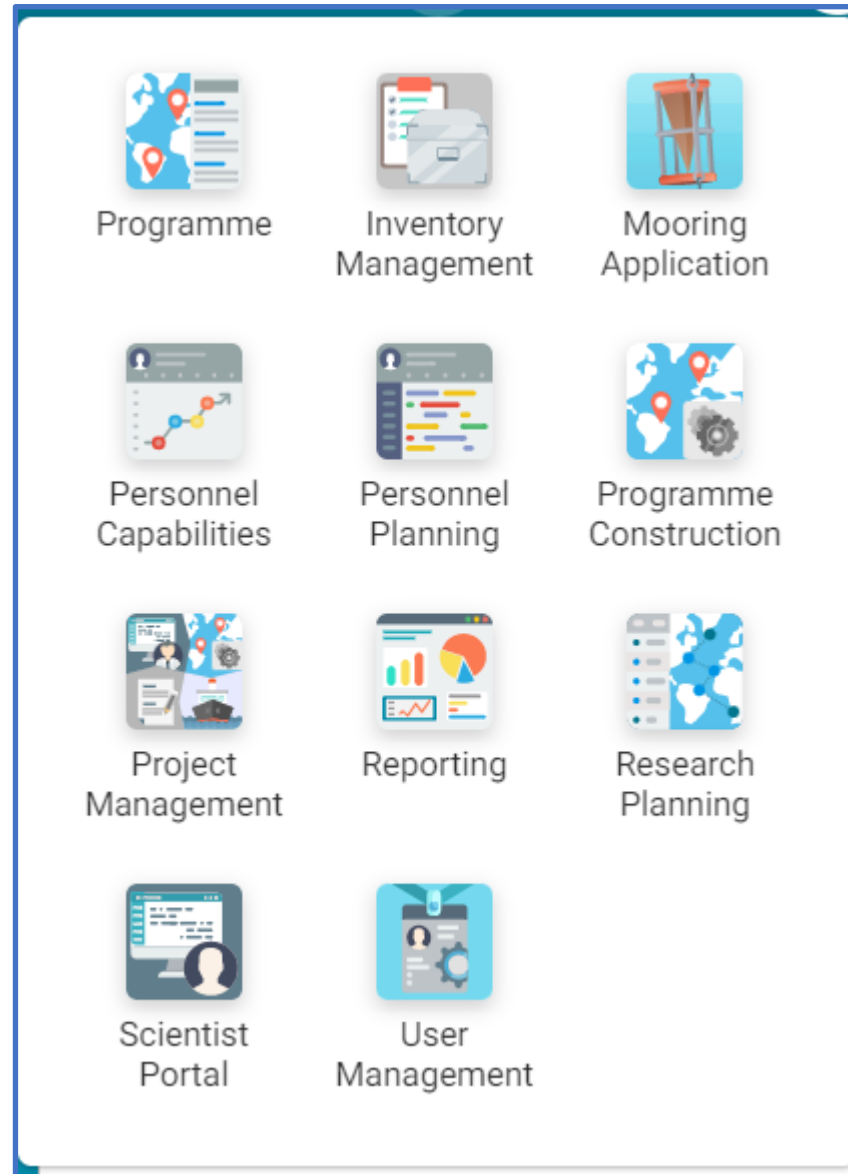 Programme
Inventory
Management
Mooring
Application
Personnel
Capabilities
Personnel
Planning
Programme
Construction
Project
Management
Reporting
Research
Planning
Scientist
Portal
User
Management